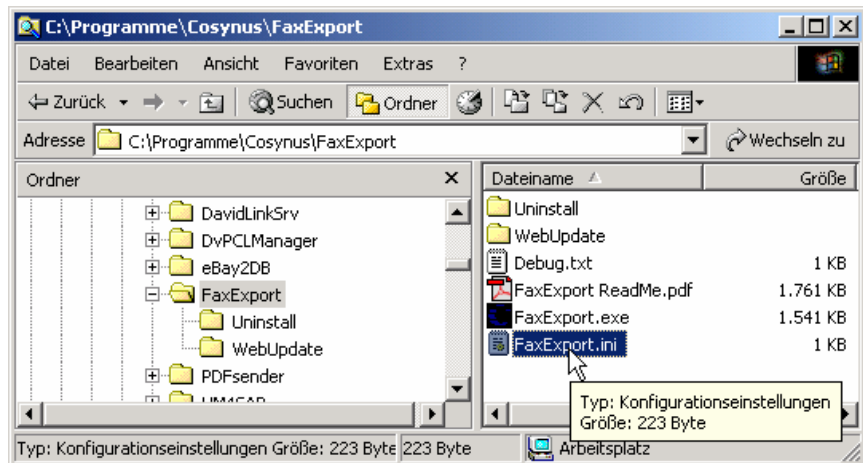 C:\Programme\Cosynus\FaxExport
Datei Bearbeiten Ansicht Favoriten Extras ?
Zurück Suchen Ordner
Adresse C:\Programme\Cosynus\FaxExport Wechseln zu
Ordner
DavidLinkSrv
DvPCLManager
eBay2DB
FaxExport
Uninstall
WebUpdate
PDFsender
Dateiname Größe
Uninstall
WebUpdate
Debug.txt 1 KB
FaxExport ReadMe.pdf 1.761 KB
FaxExport.exe 1.541 KB
FaxExport.ini 1 KB
Typ: Konfigurationseinstellungen
Größe: 223 Byte
Typ: Konfigurationseinstellungen Größe: 223 Byte 223 Byte Arbeitsplatz